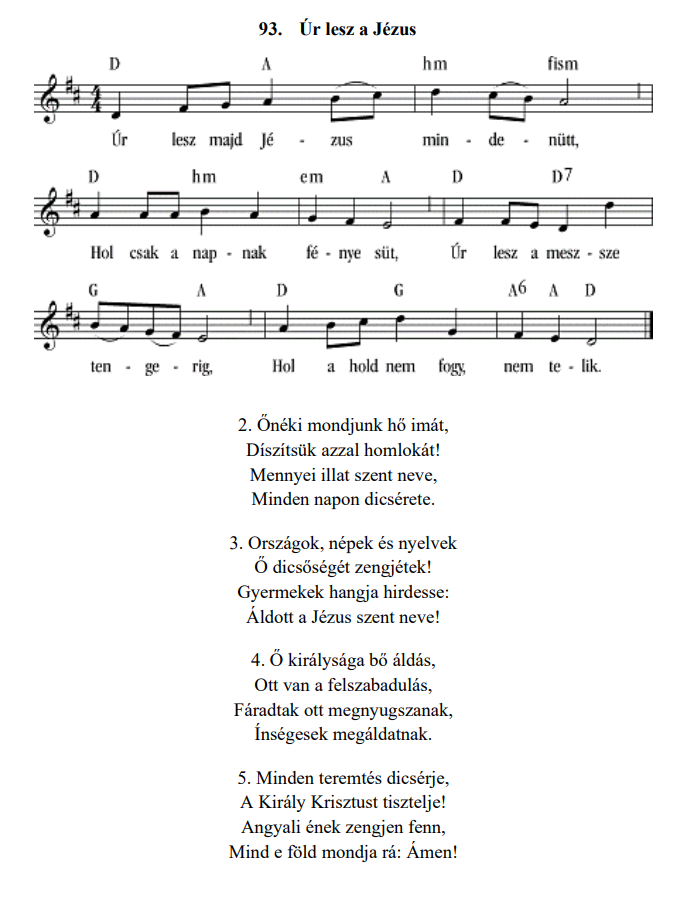 93. Úr lesz a Jézus
D A hm fism
4
4
Úr lesz majd Jé - zus min - de - nütt,
D hm em A D D7
Hol csak a nap - nak fé - nye süt, Úr lesz a mesz - sze
G A D G A6 A D
ten - ge - rig, Hol a hold nem fogy, nem te - lik.
2. Őnéki mondjunk hő imát,
Díszítsük azzal homlokát!
Mennyei illat szent neve,
Minden napon dicsérete.
3. Országok, népek és nyelvek
Ő dicsőségét zengjétek!
Gyermekek hangja hirdesse:
Áldott a Jézus szent neve!
4. Ő királysága bő áldás,
Ott van a felszabadulás,
Fáradtak ott megnyugszanak,
Ínségesek megáldatnak.
5. Minden teremtés dicsérje,
A Király Krisztust tisztelje!
Angyali ének zengjen fenn,
Mind e föld mondja rá: Ámen!